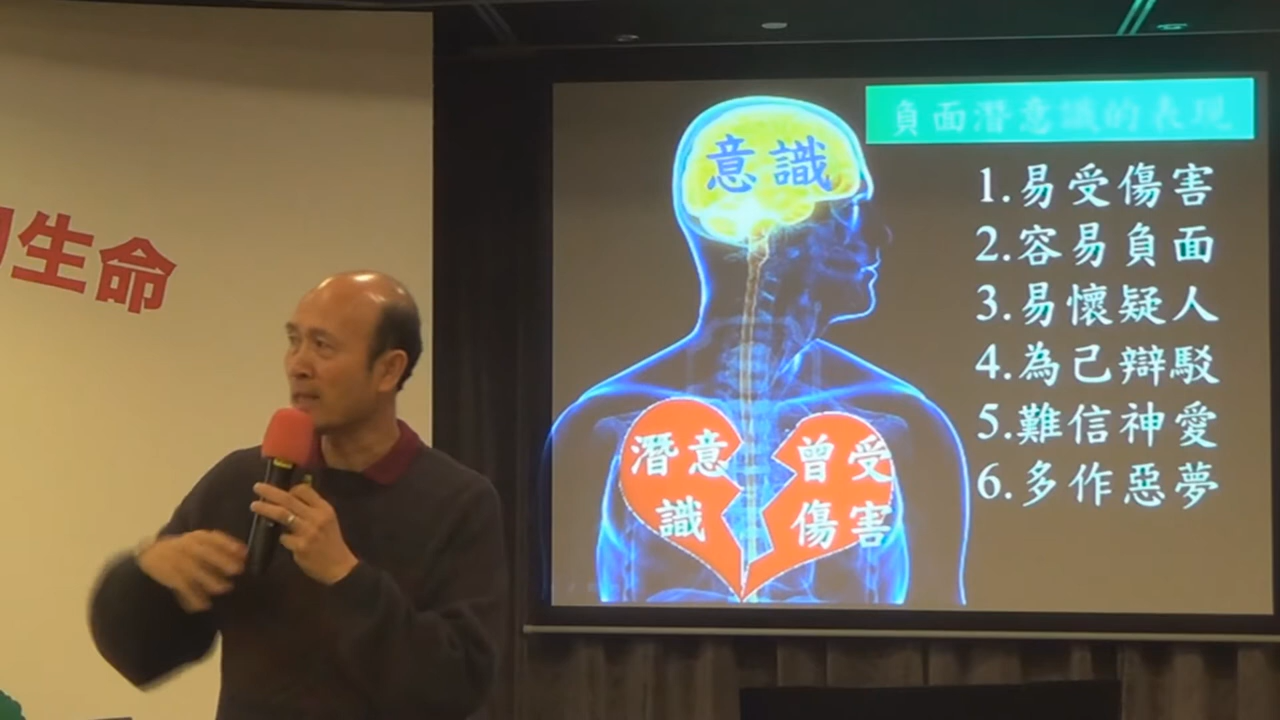 生命
負面潛意識的表現
意識
1.易受傷害
2.容易負面
3.易懷疑人
4.為己辯駁
5.難信神愛
6.多作惡夢
潛意
識
曾受
傷害